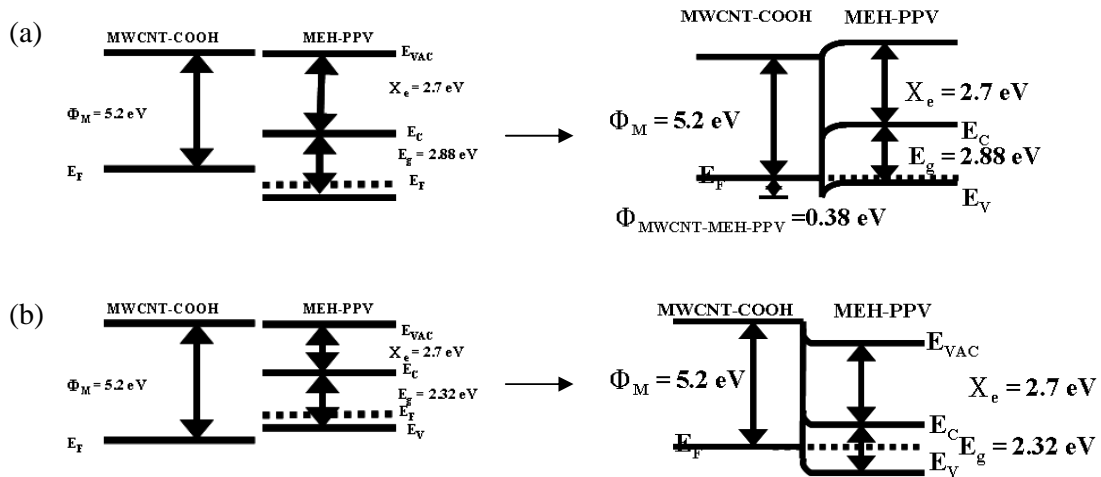 (a)
MWCNT-COOH MEH-PPV
E_VAC
Φ_M = 5.2 eV
X_e = 2.7 eV
E_C
E_g = 2.88 eV
E_F
E_F
MWCNT-COOH MEH-PPV
Φ_M = 5.2 eV
X_e = 2.7 eV
E_C
E_g = 2.88 eV
E_F
E_V
Φ_MWCNT-MEH-PPV =0.38 eV
(b)
MWCNT-COOH MEH-PPV
E_VAC
X_e = 2.7 eV
Φ_M = 5.2 eV
E_C
E_g = 2.32 eV
E_F
E_V
E_F
MWCNT-COOH MEH-PPV
E_VAC
Φ_M = 5.2 eV
X_e = 2.7 eV
E_C
E_F
E_g = 2.32 eV
E_V